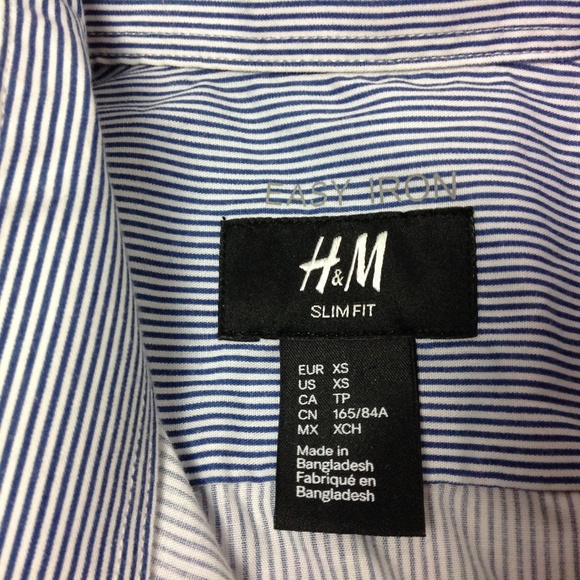 EASY IRON
H&M
SLIM FIT
EUR XS
US XS
CA TP
CN 165/84A
MX XCH
Made in
Bangladesh
Fabriqué en
Bangladesh